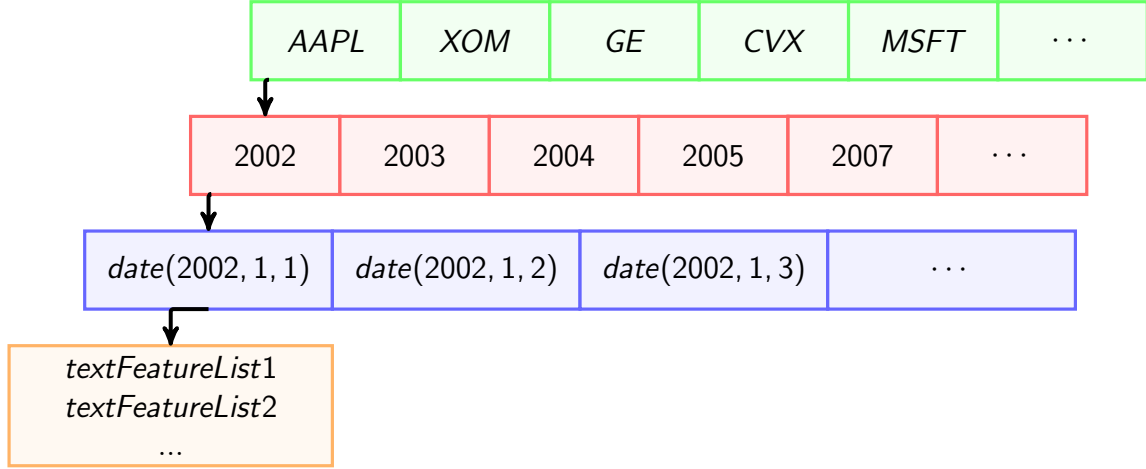 AAPL XOM GE CVX MSFT ···
2002 2003 2004 2005 2007 ···
date(2002, 1, 1) date(2002, 1, 2) date(2002, 1, 3) ···
textFeatureList1
textFeatureList2
...